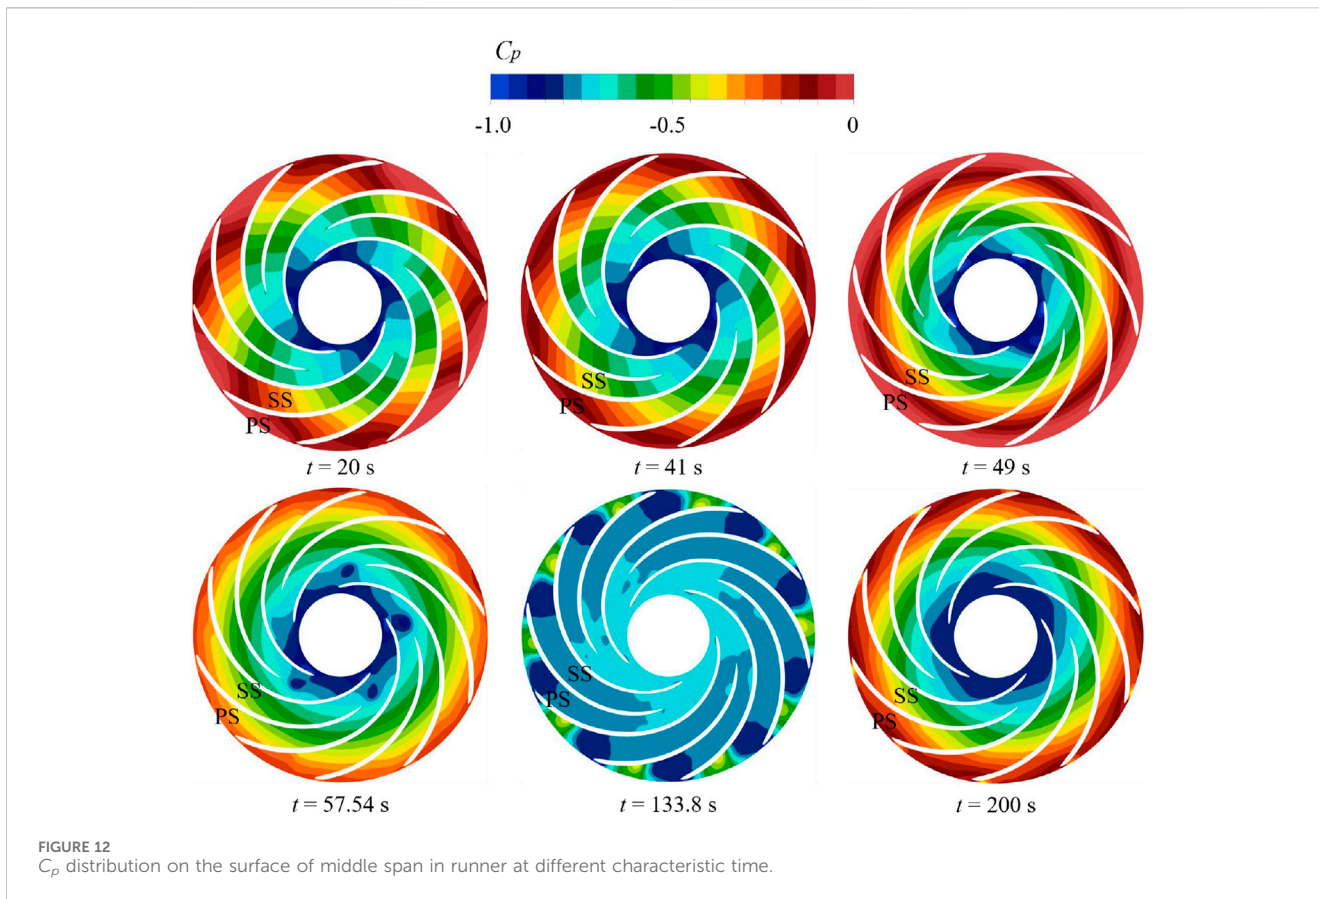 Cp
-1.0 -0.5 0
SS
PS
SS
PS
SS
PS
t = 20 s
t = 41 s
t = 49 s
SS
PS
SS
PS
SS
PS
t = 57.54 s
t = 133.8 s
t = 200 s
FIGURE 12
Cp distribution on the surface of middle span in runner at different characteristic time.